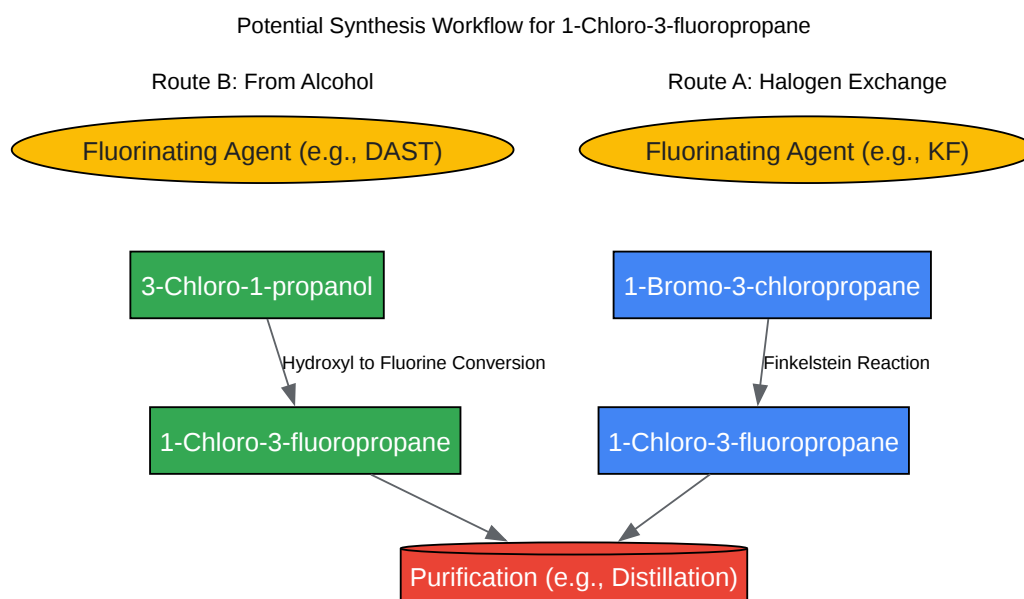 Potential Synthesis Workflow for 1-Chloro-3-fluoropropane
Route B: From Alcohol
Route A: Halogen Exchange
Fluorinating Agent (e.g., DAST)
Fluorinating Agent (e.g., KF)
3-Chloro-1-propanol
1-Bromo-3-chloropropane
Hydroxyl to Fluorine Conversion
Finkelstein Reaction
1-Chloro-3-fluoropropane
1-Chloro-3-fluoropropane
Purification (e.g., Distillation)